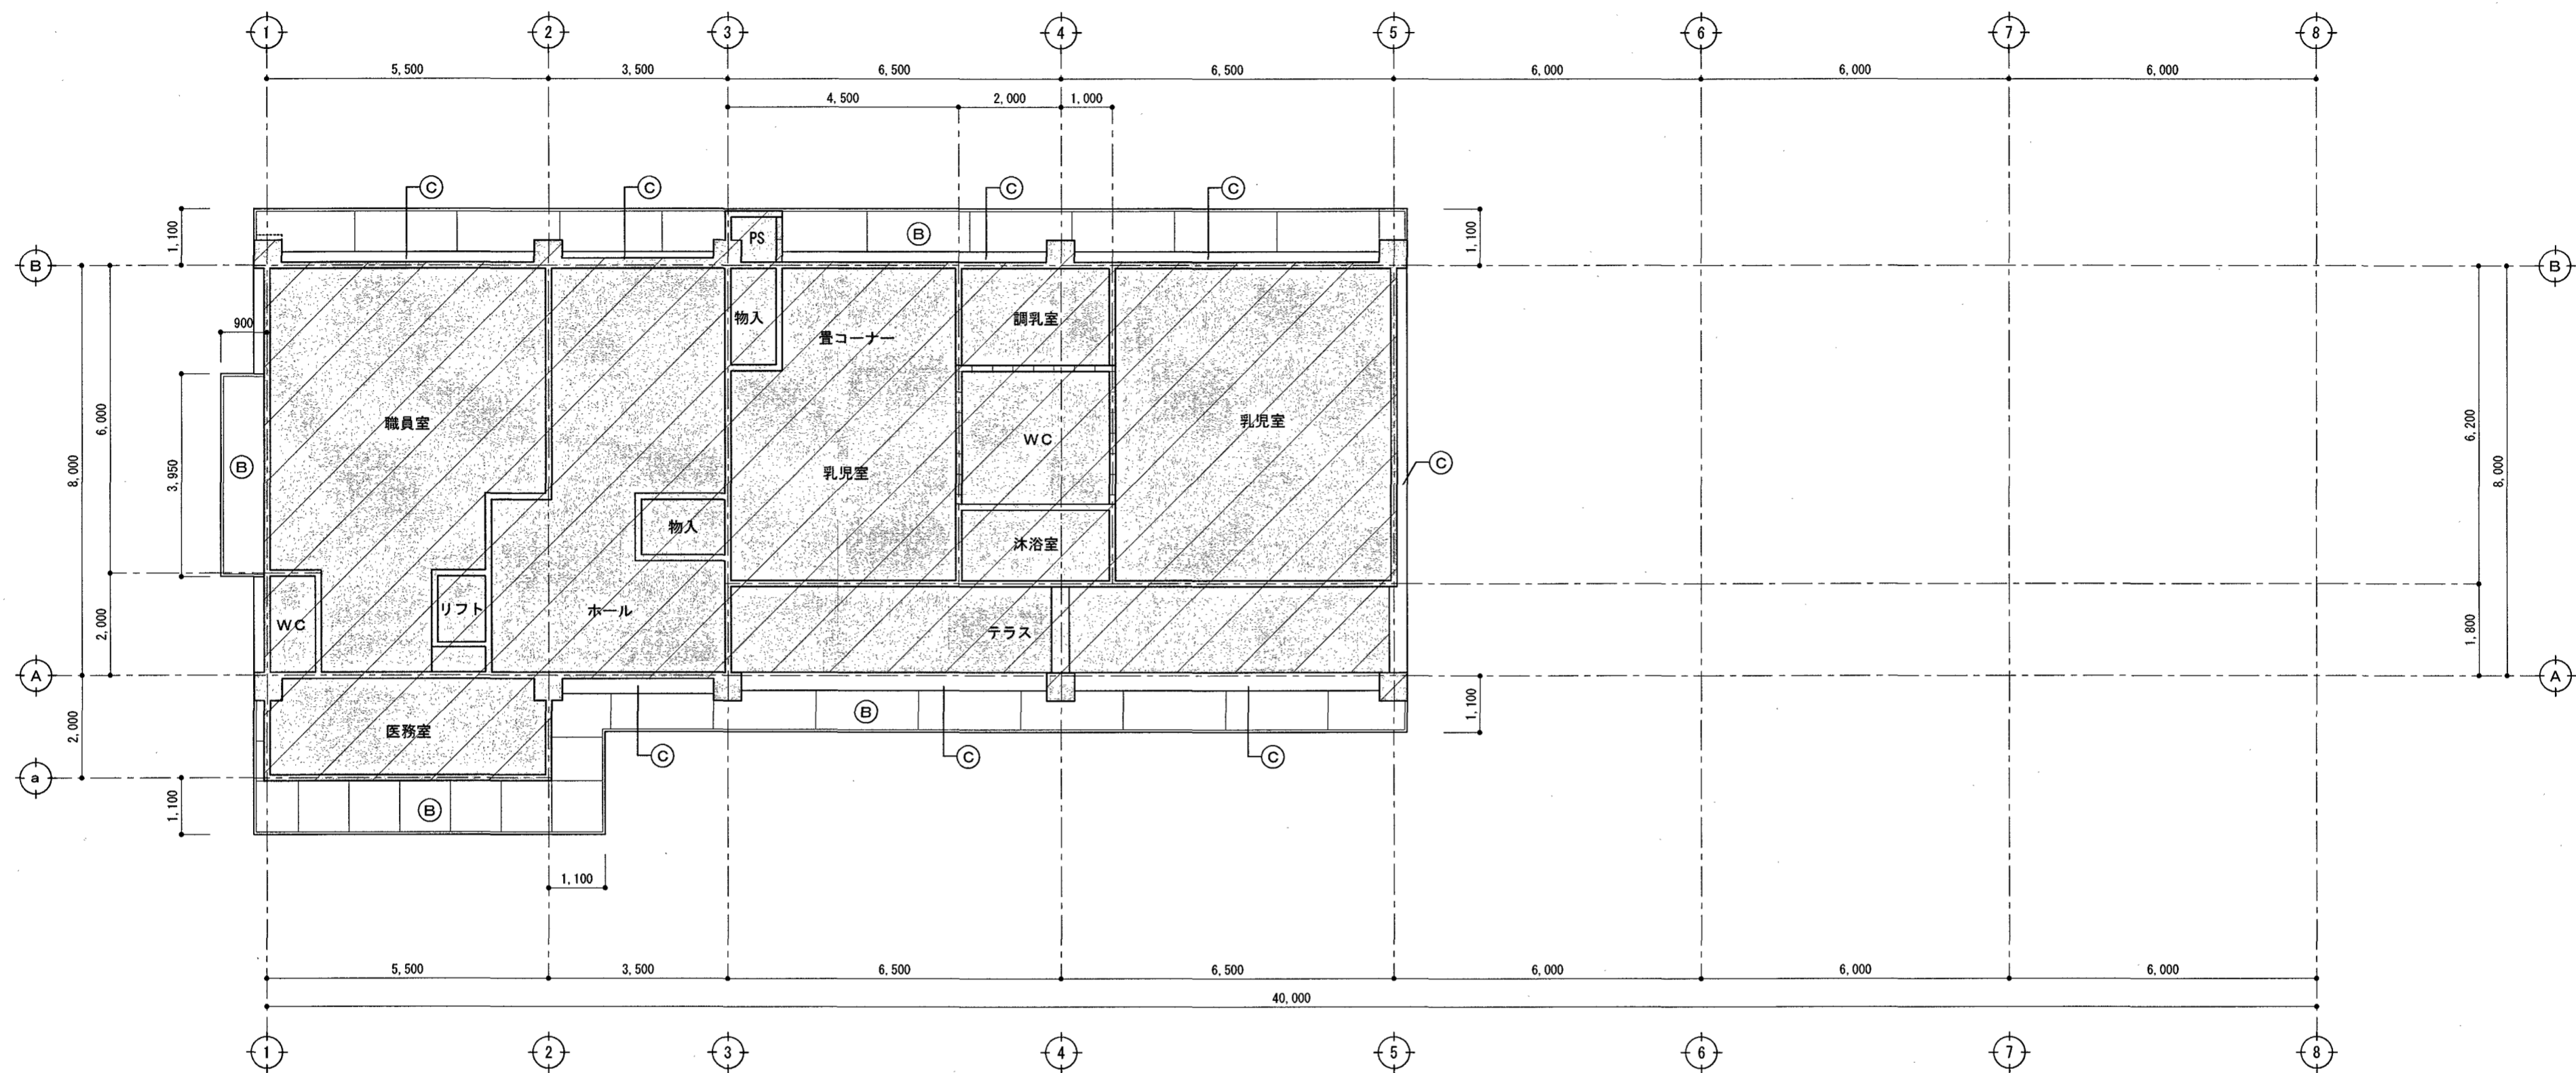 1 2 3 4 5 6 7 8
5,500 3,500 6,500 6,500 6,000 6,000 6,000
4,500 2,000 1,000
C C C C
1,100 1,100
PS B
B B
900
物入 畳コーナー 調乳室
職員室 WC 乳児室
6,000 6,200
B 3,950 乳児室 C
8,000 8,000
物入 沐浴室
WC リフト ホール テラス
2,000 1,800
A A
医務室 B 1,100
2,000 C C C
a
1,100 B
1,100
5,500 3,500 6,500 6,500 6,000 6,000 6,000
40,000
1 2 3 4 5 6 7 8